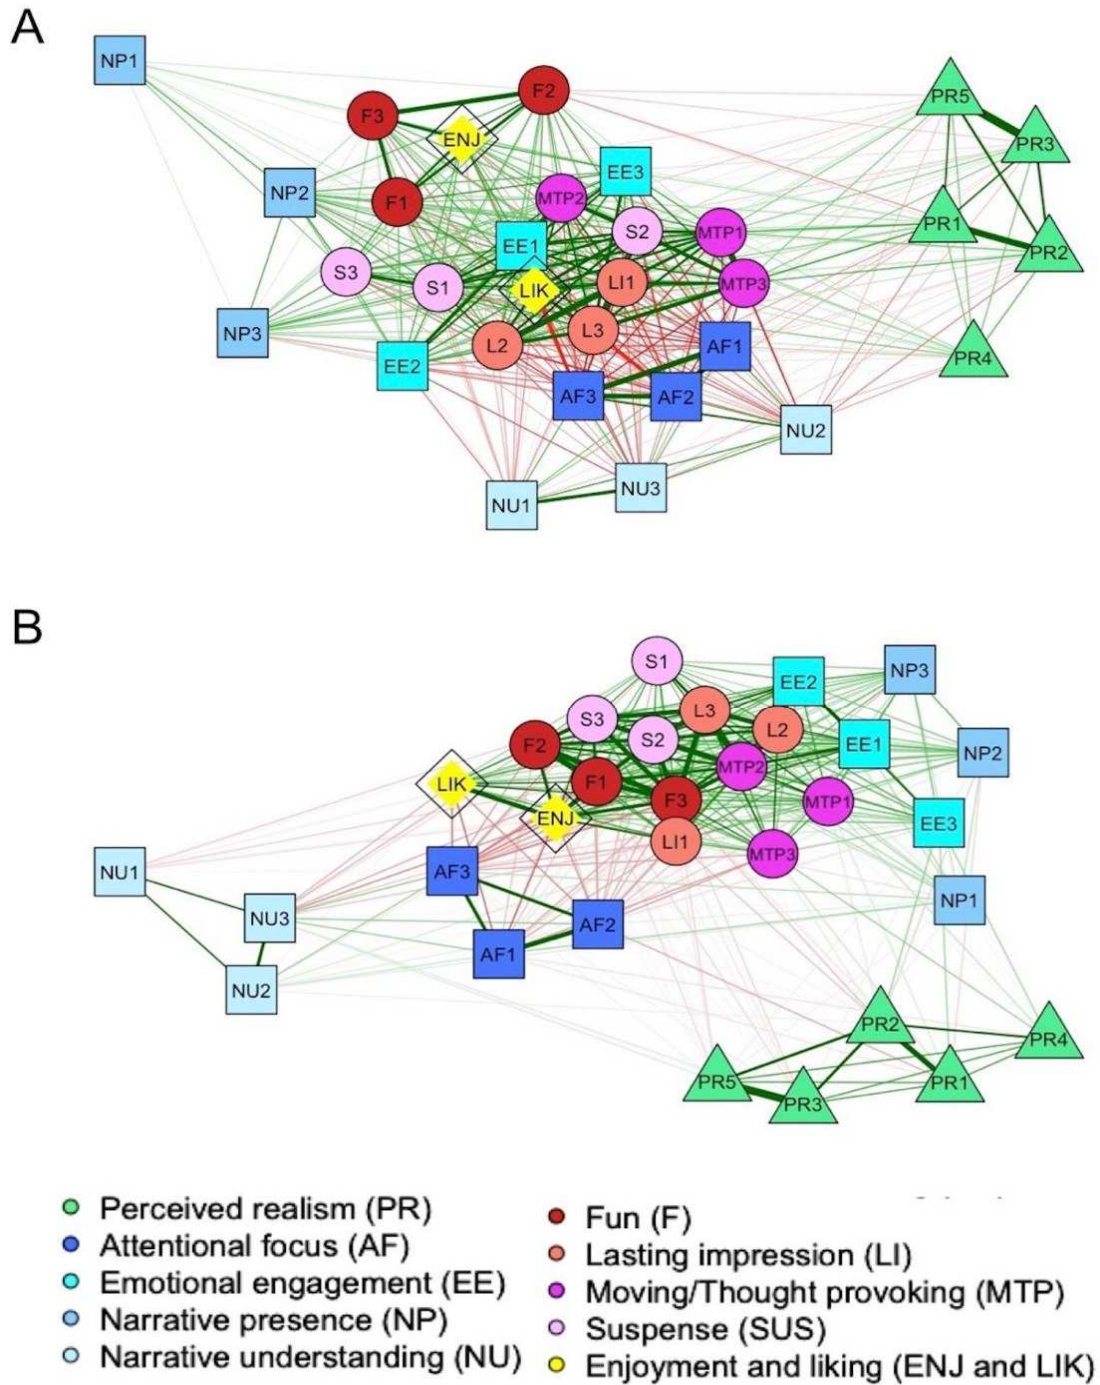 A
NP1
F3
F2
ENJ
PR5
PR3
NP2
F1
MTP2
EE3
PR1
PR2
S3
S1
EE1
S2
MTP1
LIK
LI1
MTP3
NP3
EE2
L2
L3
AF1
PR4
AF3
AF2
NU2
NU1
NU3
B
S1
EE2
NP3
S3
L3
L2
F2
S2
EE1
NP2
LIK
F1
MTP2
ENJ
F3
MTP1
EE3
LI1
MTP3
NU1
AF3
NP1
NU3
AF2
AF1
NU2
PR2
PR4
PR5
PR3
PR1
Perceived realism (PR)
Attentional focus (AF)
Emotional engagement (EE)
Narrative presence (NP)
Narrative understanding (NU)
Fun (F)
Lasting impression (LI)
Moving/Thought provoking (MTP)
Suspense (SUS)
Enjoyment and liking (ENJ and LIK)